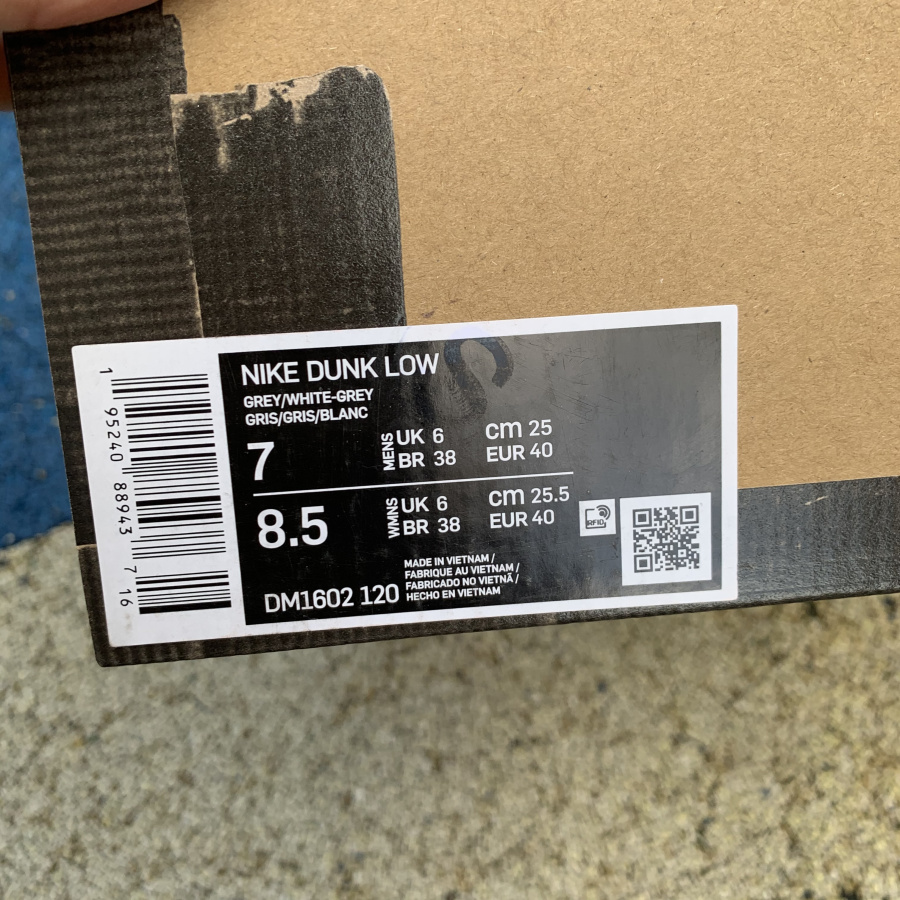 NIKE DUNK LOW
GREY/WHITE-GREY
GRIS/GRIS/BLANC
7 MENS UK 6 cm 25
BR 38 EUR 40
8.5 WMNS UK 6 cm 25.5
BR 38 EUR 40
RFID
MADE IN VIETNAM /
FABRIQUE AU VIETNAM /
FABRICADO NO VIETNÃ /
HECHO EN VIETNAM
DM1602 120
1 95240 88943 7 16